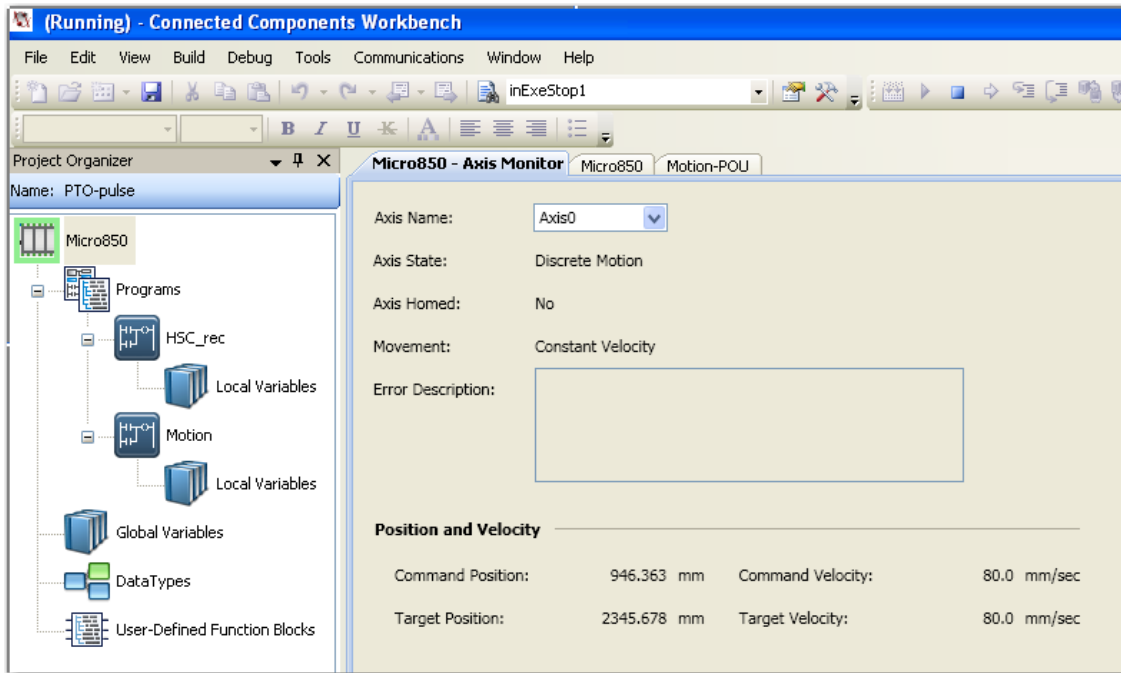 (Running) - Connected Components Workbench
File Edit View Build Debug Tools Communications Window Help
inExeStop1
B I U K A
Project Organizer
Name: PTO-pulse
Micro850
Programs
HSC_rec
Local Variables
Motion
Local Variables
Global Variables
DataTypes
User-Defined Function Blocks
Micro850 - Axis Monitor Micro850 Motion-POU
Axis Name: Axis0
Axis State: Discrete Motion
Axis Homed: No
Movement: Constant Velocity
Error Description:
Position and Velocity
Command Position: 946.363 mm Command Velocity: 80.0 mm/sec
Target Position: 2345.678 mm Target Velocity: 80.0 mm/sec